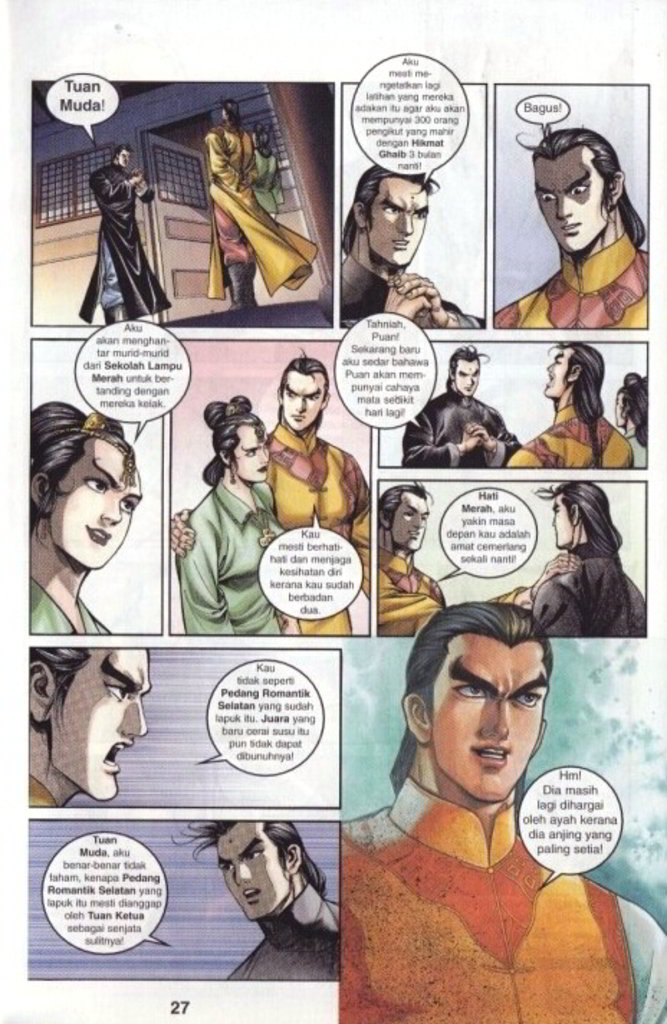 Tuan
Muda!
Aku
mesti me-
ngetatkan lagi
latihan yang mereka
adakan itu agar aku akan
mempunyai 300 orang
pengikut yang mahir
dengan Hikmat
Ghaib 3 bulan
nanti!
Bagus!
Aku
akan menghan-
tar murid-murid
dari Sekolah Lampu
Merah untuk ber-
tanding dengan
mereka kelak.
Kau
mesti berhati-
hati dan menjaga
kesihatan diri
kerana kau sudah
berbadan
dua.
Tahniah,
Puan!
Sekarang baru
aku sedar bahawa
Puan akan mem-
punyai cahaya
mata sedikit
hari lagi!
Hati
Merah, aku
yakin masa
depan kau adalah
amat cemerlang
sekali nanti!
Kau
tidak seperti
Pedang Romantik
Selatan yang sudah
lapuk itu. Juara yang
baru cerai susu itu
pun tidak dapat
dibunuhnya!
Tuan
Muda, aku
benar-benar tidak
faham, kenapa Pedang
Romantik Selatan yang
lapuk itu mesti dianggap
oleh Tuan Ketua
sebagai senjata
sulitnya!
Hm!
Dia masih
lagi dihargai
oleh ayah kerana
dia anjing yang
paling setia!
27